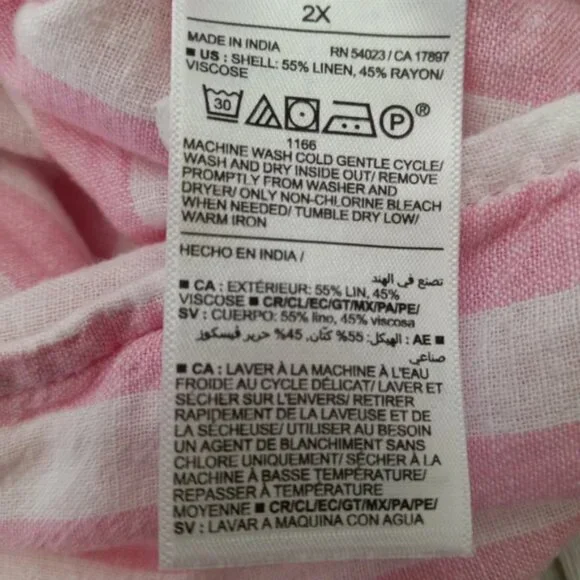 2X
MADE IN INDIA RN 54023 / CA 17897
■ US : SHELL: 55% LINEN, 45% RAYON/
VISCOSE
30 P ®
1166
MACHINE WASH COLD GENTLE CYCLE/
WASH AND DRY INSIDE OUT/ REMOVE
PROMPTLY FROM WASHER AND
DRYER/ ONLY NON-CHLORINE BLEACH
WHEN NEEDED/ TUMBLE DRY LOW/
WARM IRON
HECHO EN INDIA /
تصنع في الهند
■ CA : EXTÉRIEUR: 55% LIN, 45%
VISCOSE ■ CR/CL/EC/GT/MX/PA/PE/
SV : CUERPO: 55% lino, 45% viscosa
■ AE : الهيكل: 55% كتّان, 45% حرير فيسكوز
صناعي
■ CA : LAVER À LA MACHINE À L'EAU
FROIDE AU CYCLE DÉLICAT/ LAVER ET
SÉCHER SUR L'ENVERS/ RETIRER
RAPIDEMENT DE LA LAVEUSE ET DE
LA SÉCHEUSE/ UTILISER AU BESOIN
UN AGENT DE BLANCHIMENT SANS
CHLORE UNIQUEMENT/ SÉCHER À LA
MACHINE À BASSE TEMPÉRATURE/
REPASSER À TEMPÉRATURE
MOYENNE ■ CR/CL/EC/GT/MX/PA/PE/
SV : LAVAR A MAQUINA CON AGUA